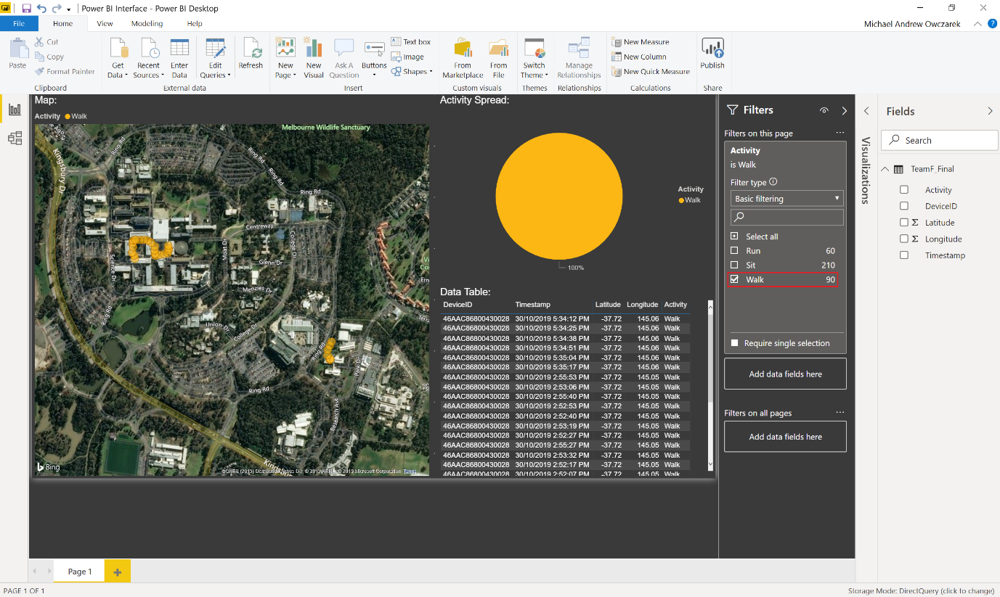 Power BI Interface - Power BI Desktop
File Home View Modeling Help
Michael Andrew Owczarek
Paste
Cut
Copy
Format Painter
Clipboard
Get Data
Recent Sources
Enter Data
Edit Queries
Refresh
External data
New Page
New Visual
Ask A Question
Buttons
Text box
Image
Shapes
Insert
From Marketplace
From File
Custom visuals
Switch Theme
Themes
Manage Relationships
Relationships
New Measure
New Column
New Quick Measure
Calculations
Publish
Share
Map:
Activity Walk
Melbourne Wildlife Sanctuary
Kingsbury Dr
Ring Rd
Ring Rd
Ring Rd
Ring Rd
Centreway
College Dr
Moat Dr
Glenn Dr
Science Dr
Menzies Dr
Ring Rd
Union Dr
College Dr
Ring Rd
Park Dr
Ring Rd
Research Ave
Bing
Terms
Activity Spread:
Activity
Walk
100%
Data Table:
DeviceID Timestamp Latitude Longitude Activity
46AAC86800430028 30/10/2019 5:34:12 PM -37.72 145.06 Walk
46AAC86800430028 30/10/2019 5:34:25 PM -37.72 145.06 Walk
46AAC86800430028 30/10/2019 5:34:38 PM -37.72 145.06 Walk
46AAC86800430028 30/10/2019 5:34:51 PM -37.72 145.06 Walk
46AAC86800430028 30/10/2019 5:35:04 PM -37.72 145.06 Walk
46AAC86800430028 30/10/2019 5:35:17 PM -37.72 145.06 Walk
46AAC86800430028 30/10/2019 2:55:53 PM -37.72 145.05 Walk
46AAC86800430028 30/10/2019 2:53:06 PM -37.72 145.05 Walk
46AAC86800430028 30/10/2019 2:55:40 PM -37.72 145.05 Walk
46AAC86800430028 30/10/2019 2:52:53 PM -37.72 145.05 Walk
46AAC86800430028 30/10/2019 2:52:40 PM -37.72 145.05 Walk
46AAC86800430028 30/10/2019 2:53:19 PM -37.72 145.05 Walk
46AAC86800430028 30/10/2019 2:52:27 PM -37.72 145.05 Walk
46AAC86800430028 30/10/2019 2:55:27 PM -37.72 145.05 Walk
46AAC86800430028 30/10/2019 2:53:32 PM -37.72 145.05 Walk
46AAC86800430028 30/10/2019 2:52:17 PM -37.72 145.05 Walk
46AAC86800430028 30/10/2019 2:52:07 PM -37.72 145.05 Walk
Filters
Filters on this page ...
Activity
is Walk
Filter type
Basic filtering
Select all
Run 60
Sit 210
Walk 90
Require single selection
Add data fields here
Filters on all pages ...
Add data fields here
Visualizations
Fields
Search
TeamF_Final
Activity
DeviceID
Σ Latitude
Σ Longitude
Timestamp
Page 1
PAGE 1 OF 1
Storage Mode: DirectQuery (click to change)